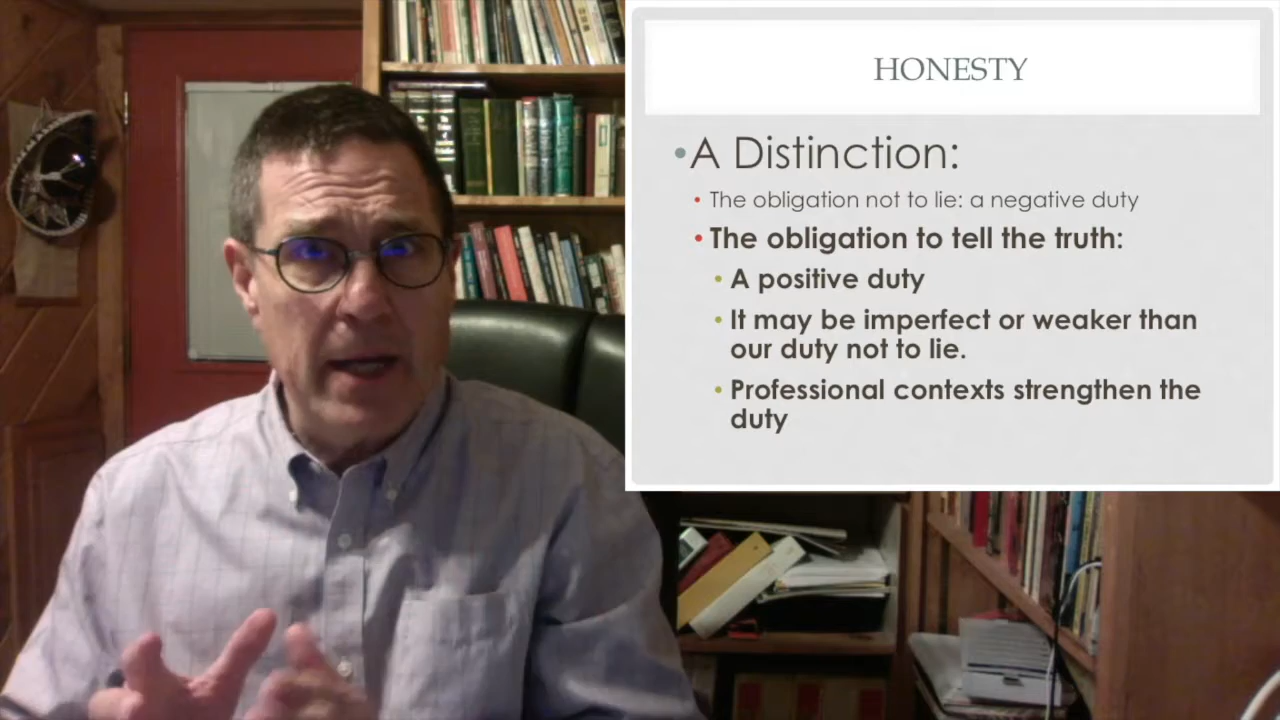 HONESTY
•A Distinction:
• The obligation not to lie: a negative duty
• The obligation to tell the truth:
• A positive duty
• It may be imperfect or weaker than
our duty not to lie.
• Professional contexts strengthen the
duty